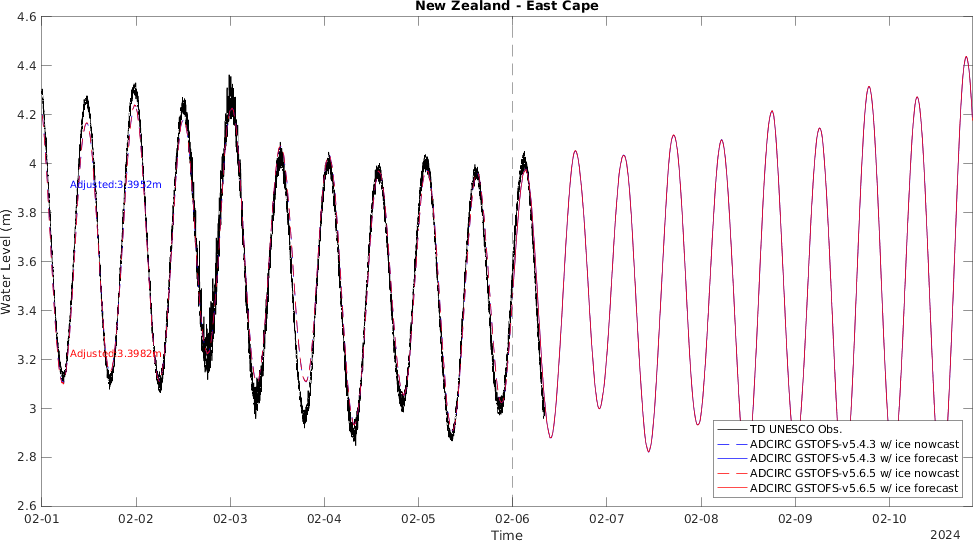 New Zealand - East Cape
4.6
4.4
4.2
4
3.8
3.6
3.4
3.2
3
2.8
2.6
Water Level (m)
Adjusted:3.3952m
Adjusted:3.3982m
TD UNESCO Obs.
ADCIRC GSTOFS-v5.4.3 w/ ice nowcast
ADCIRC GSTOFS-v5.4.3 w/ ice forecast
ADCIRC GSTOFS-v5.6.5 w/ ice nowcast
ADCIRC GSTOFS-v5.6.5 w/ ice forecast
02-01 02-02 02-03 02-04 02-05 02-06 02-07 02-08 02-09 02-10
Time
2024